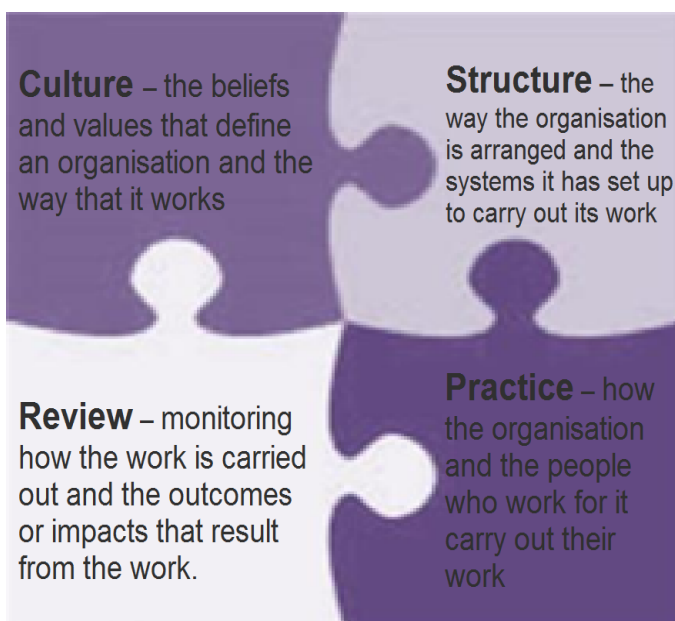 Culture – the beliefs
and values that define
an organisation and the
way that it works
Structure – the
way the organisation
is arranged and the
systems it has set up
to carry out its work
Review – monitoring
how the work is carried
out and the outcomes
or impacts that result
from the work.
Practice – how
the organisation
and the people
who work for it
carry out their
work